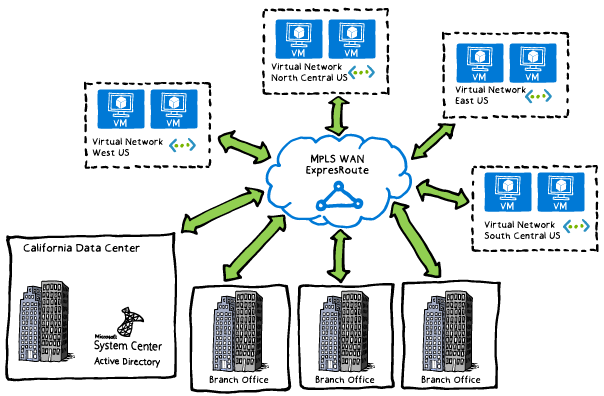 VM
VM
Virtual Network
North Central US
VM
VM
Virtual Network
East US
VM
VM
Virtual Network
West US
MPLS WAN
ExpresRoute
VM
VM
Virtual Network
South Central US
California Data Center
Microsoft
System Center
Active Directory
Branch Office
Branch Office
Branch Office